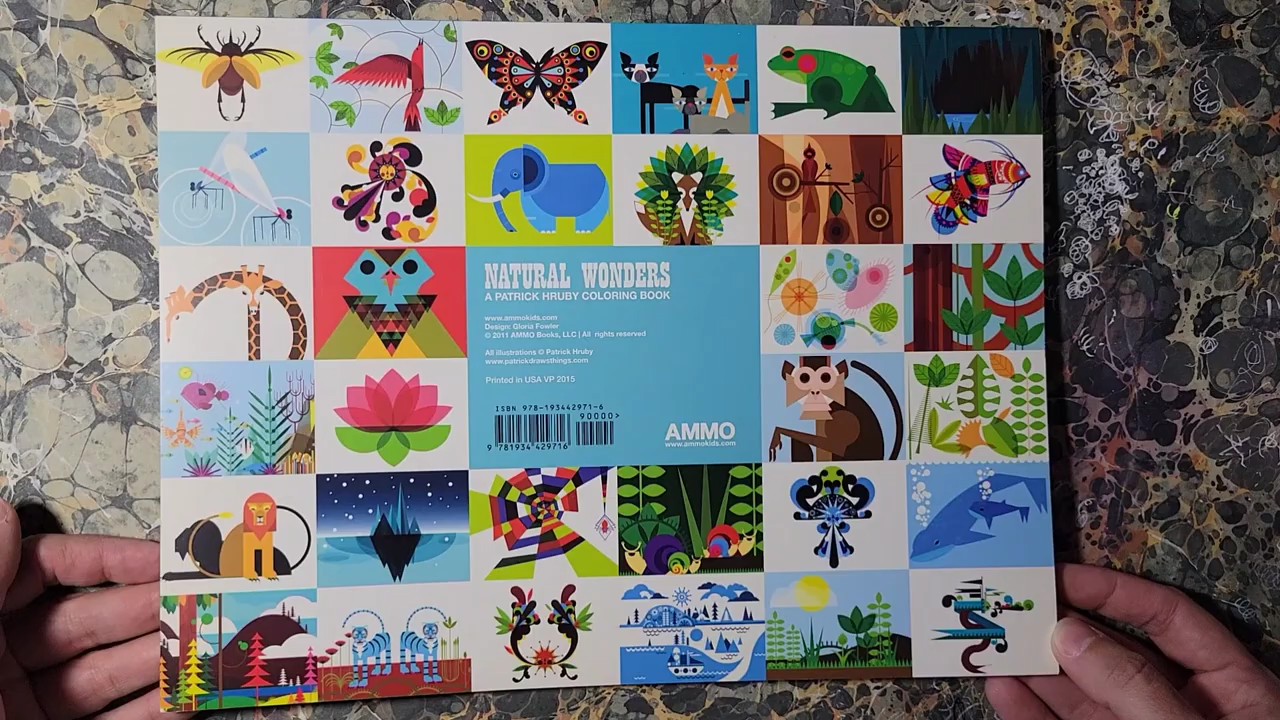 NATURAL WONDERS
A PATRICK HRUBY COLORING BOOK
www.ammokids.com
Design: Gloria Fowler
© 2011 AMMO Books, LLC | All rights reserved
All illustrations © Patrick Hruby
www.patrickdrawsthings.com
Printed in USA VP 2015
ISBN 978-193442971-6
90000>
9 781934 429716
AMMO
www.ammokids.com